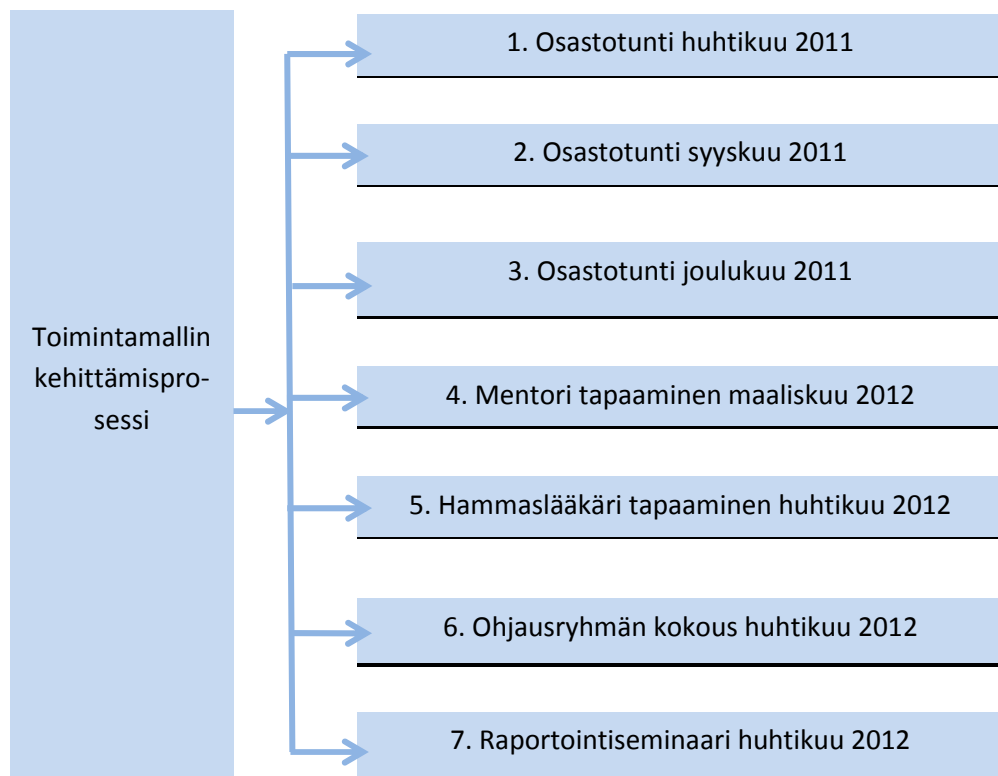 Toimintamallin
kehittämispro-
sessi
1. Osastotunti huhtikuu 2011
2. Osastotunti syyskuu 2011
3. Osastotunti joulukuu 2011
4. Mentori tapaaminen maaliskuu 2012
5. Hammaslääkäri tapaaminen huhtikuu 2012
6. Ohjausryhmän kokous huhtikuu 2012
7. Raportointiseminaari huhtikuu 2012